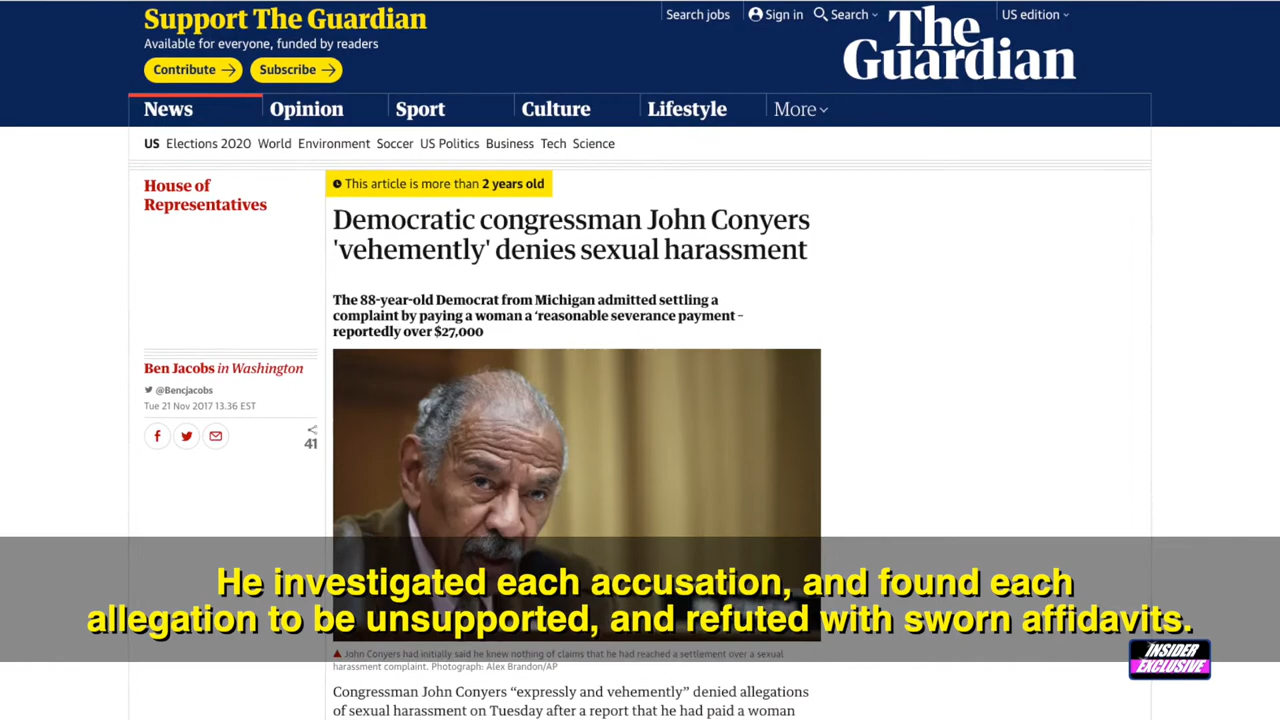 Support The Guardian
Available for everyone, funded by readers
Contribute → Subscribe →
Search jobs Sign in Search US edition
The
Guardian
News Opinion Sport Culture Lifestyle More
US Elections 2020 World Environment Soccer US Politics Business Tech Science
House of
Representatives
This article is more than 2 years old
Democratic congressman John Conyers
'vehemently' denies sexual harassment
The 88-year-old Democrat from Michigan admitted settling a
complaint by paying a woman a ‘reasonable severance payment –
reportedly over $27,000
Ben Jacobs in Washington
@Bencjacobs
Tue 21 Nov 2017 13.36 EST
41
He investigated each accusation, and found each
allegation to be unsupported, and refuted with sworn affidavits.
INSIDER
EXCLUSIVE
John Conyers had initially said he knew nothing of claims that he had reached a settlement over a sexual
harassment complaint. Photograph: Alex Brandon/AP
Congressman John Conyers “expressly and vehemently” denied allegations
of sexual harassment on Tuesday after a report that he had paid a woman